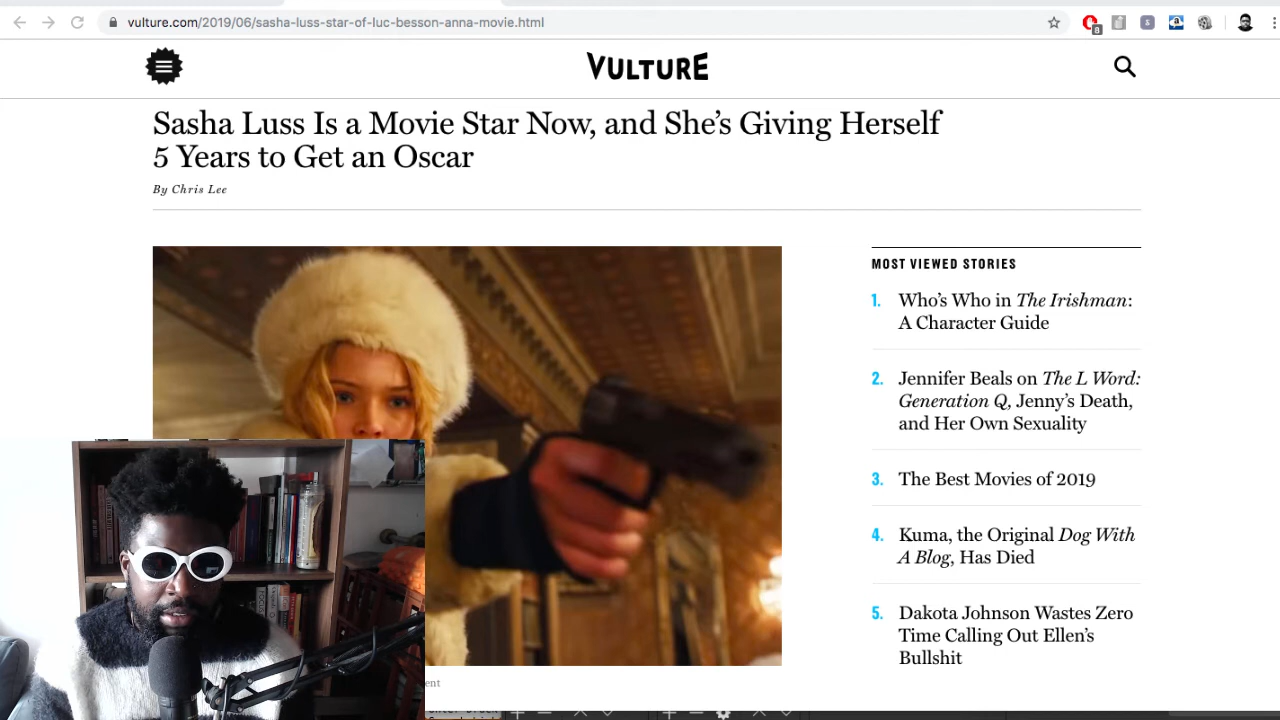 vulture.com/2019/06/sasha-luss-star-of-luc-besson-anna-movie.html
8
VULTURE
Sasha Luss Is a Movie Star Now, and She's Giving Herself
5 Years to Get an Oscar
By Chris Lee
MOST VIEWED STORIES
1. Who's Who in The Irishman:
A Character Guide
2. Jennifer Beals on The L Word:
Generation Q, Jenny's Death,
and Her Own Sexuality
3. The Best Movies of 2019
4. Kuma, the Original Dog With
A Blog, Has Died
5. Dakota Johnson Wastes Zero
Time Calling Out Ellen's
Bullshit
ent